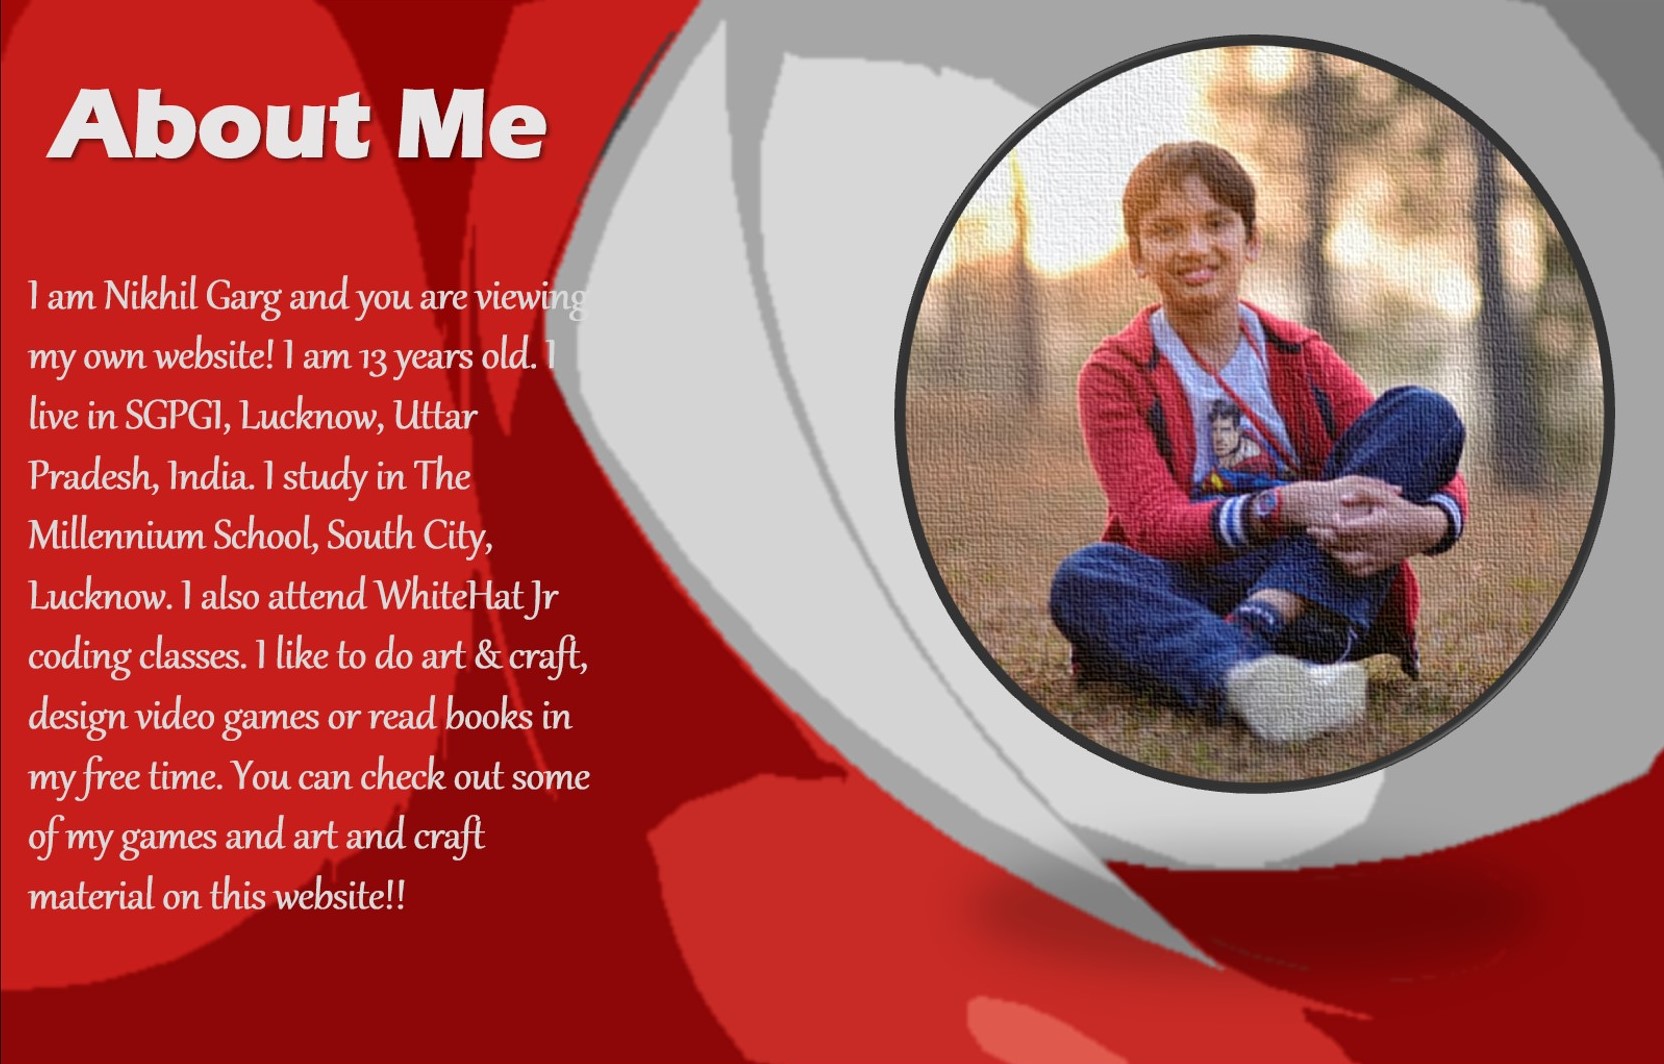 About Me
I am Nikhil Garg and you are viewing
my own website! I am 13 years old. I
live in SGPGI, Lucknow, Uttar
Pradesh, India. I study in The
Millennium School, South City,
Lucknow. I also attend WhiteHat Jr
coding classes. I like to do art & craft,
design video games or read books in
my free time. You can check out some
of my games and art and craft
material on this website!!